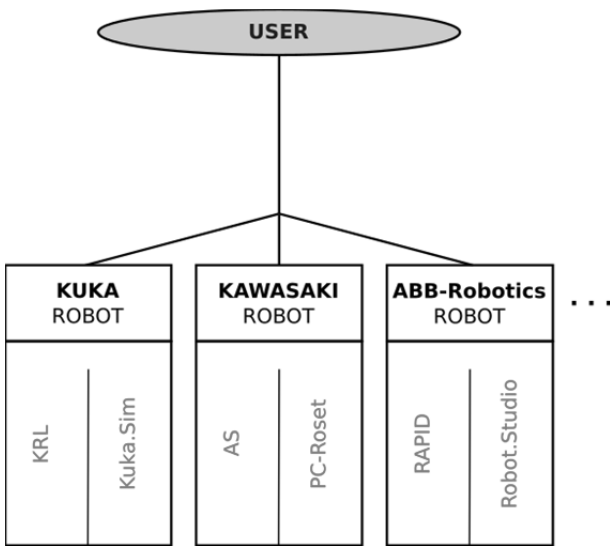 USER
KUKA
ROBOT
KRL
Kuka.Sim
KAWASAKI
ROBOT
AS
PC-Roset
ABB-Robotics
ROBOT
RAPID
Robot.Studio
...